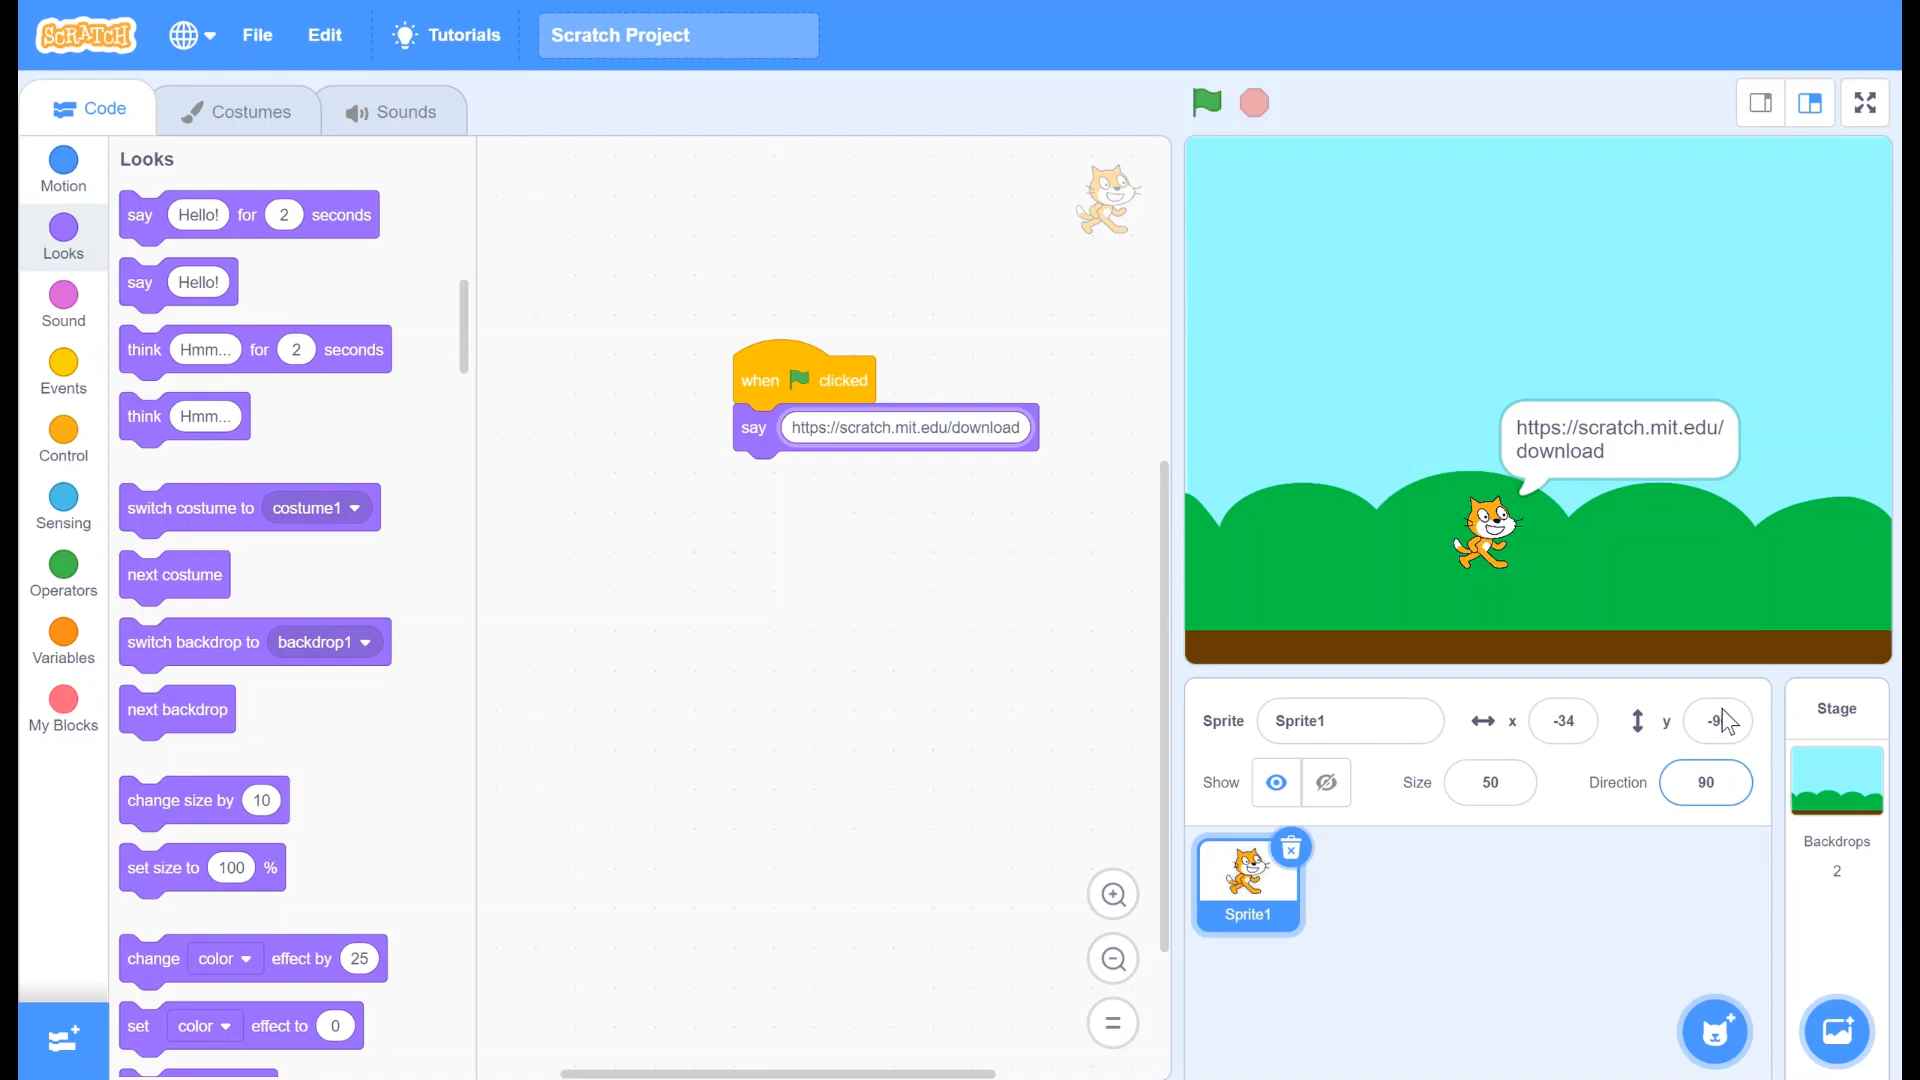 SCRATCH
File
Edit
Tutorials
Scratch Project
Code
Costumes
Sounds
Motion
Looks
Sound
Events
Control
Sensing
Operators
Variables
My Blocks
Looks
say Hello! for 2 seconds
say Hello!
think Hmm... for 2 seconds
think Hmm...
switch costume to costume1
next costume
switch backdrop to backdrop1
next backdrop
change size by 10
set size to 100 %
change color effect by 25
set color effect to 0
when clicked
say https://scratch.mit.edu/download
https://scratch.mit.edu/
download
Sprite Sprite1 x -34 y
Show Size 50 Direction 90
Sprite1
Stage
Backdrops
2